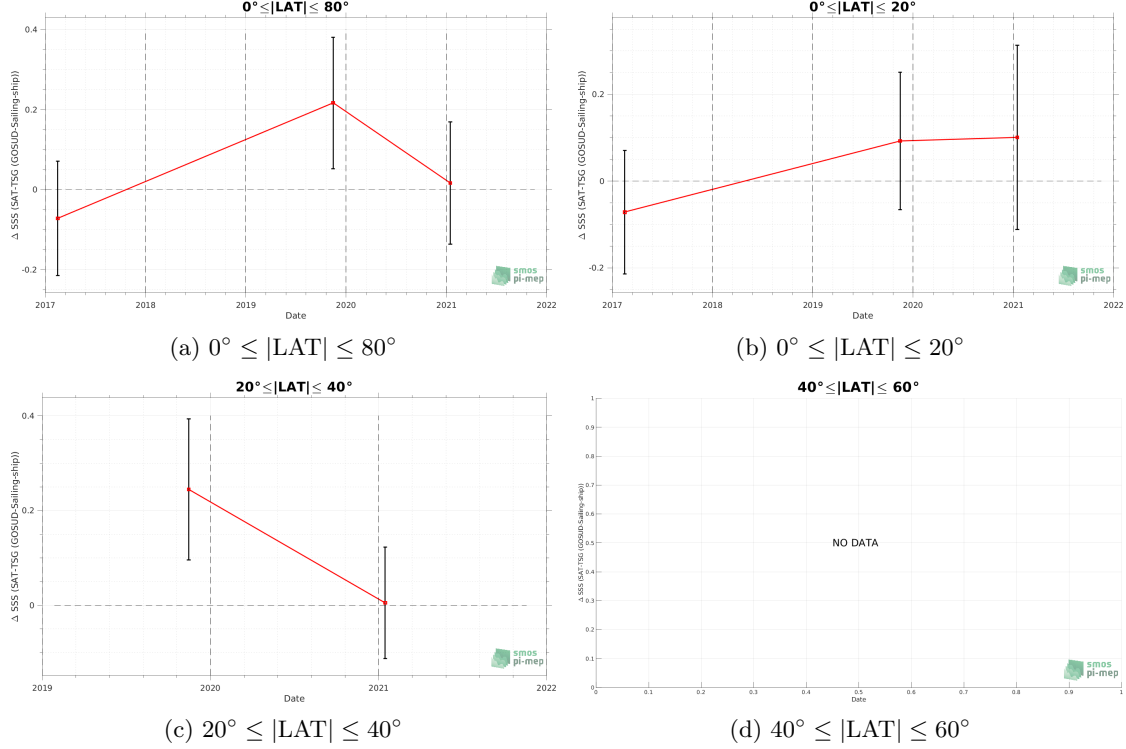 0°≤|LAT|≤ 80°
Δ SSS (SAT-TSG (GOSUD-Sailing-ship))
0.4
0.2
0
-0.2
2017 2018 2019 2020 2021 2022
Date
smos
pi-mep
(a) 0° ≤ |LAT| ≤ 80°
0°≤|LAT|≤ 20°
Δ SSS (SAT-TSG (GOSUD-Sailing-ship))
0.2
0
-0.2
2017 2018 2019 2020 2021 2022
Date
smos
pi-mep
(b) 0° ≤ |LAT| ≤ 20°
20°≤|LAT|≤ 40°
Δ SSS (SAT-TSG (GOSUD-Sailing-ship))
0.4
0.2
0
2019 2020 2021 2022
Date
smos
pi-mep
(c) 20° ≤ |LAT| ≤ 40°
40°≤|LAT|≤ 60°
Δ SSS (SAT-TSG (GOSUD-Sailing-ship))
1
0.9
0.8
0.7
0.6
0.5
0.4
0.3
0.2
0.1
0
NO DATA
0 0.1 0.2 0.3 0.4 0.5 0.6 0.7 0.8 0.9 1
Date
smos
pi-mep
(d) 40° ≤ |LAT| ≤ 60°